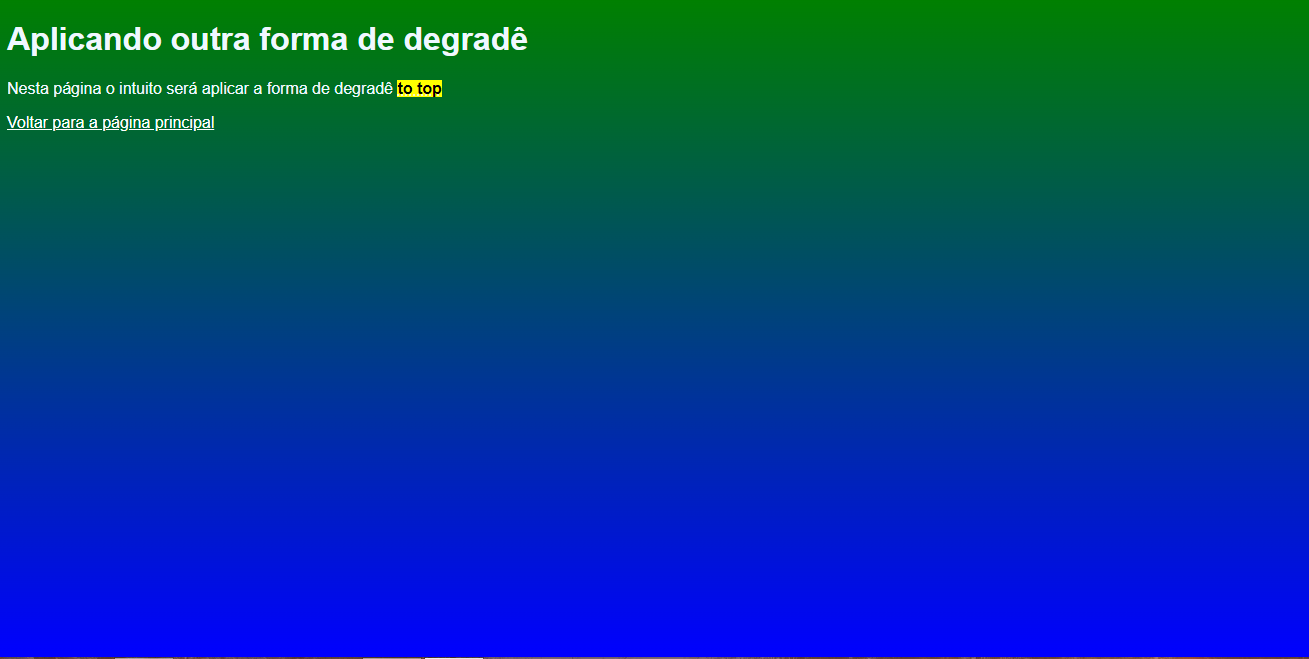 Aplicando outra forma de degradê
Nesta página o intuito será aplicar a forma de degradê to top
Voltar para a página principal